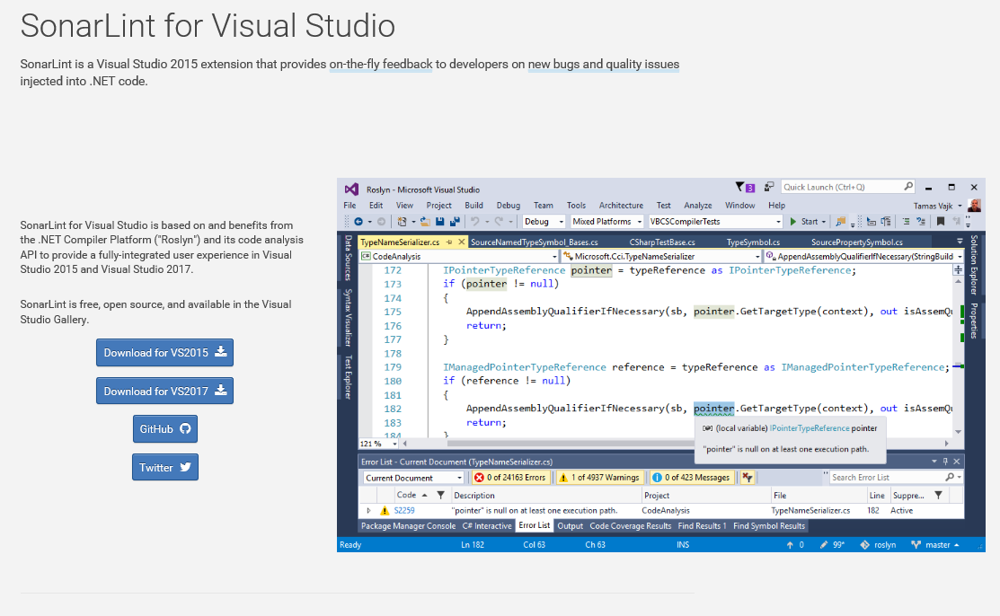 SonarLint for Visual Studio
SonarLint is a Visual Studio 2015 extension that provides on-the-fly feedback to developers on new bugs and quality issues
injected into .NET code.
SonarLint for Visual Studio is based on and benefits from
the .NET Compiler Platform ("Roslyn") and its code analysis
API to provide a fully-integrated user experience in Visual
Studio 2015 and Visual Studio 2017.
SonarLint is free, open source, and available in the Visual
Studio Gallery.
Download for VS2015
Download for VS2017
GitHub
Twitter
Roslyn - Microsoft Visual Studio
3
Quick Launch (Ctrl+Q)
File Edit View Project Build Debug Team Tools Architecture Test Analyze Window Help
Tamas Vajk
Debug Mixed Platforms VBCSCompilerTests Start
Data Sources
Syntax Visualizer
Test Explorer
TypeNameSerializer.cs SourceNamedTypeSymbol_Bases.cs CSharpTestBase.cs TypeSymbol.cs SourcePropertySymbol.cs
CodeAnalysis Microsoft.Cci.TypeNameSerializer AppendAssemblyQualifierIfNecessary(StringBuild
172 IPointerTypeReference pointer = typeReference as IPointerTypeReference;
173 if (pointer != null)
174 {
175 AppendAssemblyQualifierIfNecessary(sb, pointer.GetTargetType(context), out isAssemQu
176 return;
177 }
178
179 IManagedPointerTypeReference reference = typeReference as IManagedPointerTypeReference;
180 if (reference != null)
181 {
182 AppendAssemblyQualifierIfNecessary(sb, pointer.GetTargetType(context), out isAssemQu
183 return;
184 }
(local variable) IPointerTypeReference pointer
"pointer" is null on at least one execution path.
121 %
Solution Explorer
Properties
Error List - Current Document (TypeNameSerializer.cs)
Current Document 0 of 24163 Errors 1 of 4937 Warnings 0 of 423 Messages Search Error List
Code Description Project File Line Suppre...
S2259 "pointer" is null on at least one execution path. CodeAnalysis TypeNameSerializer.cs 182 Active
Package Manager Console C# Interactive Error List Output Code Coverage Results Find Results 1 Find Symbol Results
Ready Ln 182 Col 63 Ch 63 INS 0 99* roslyn master